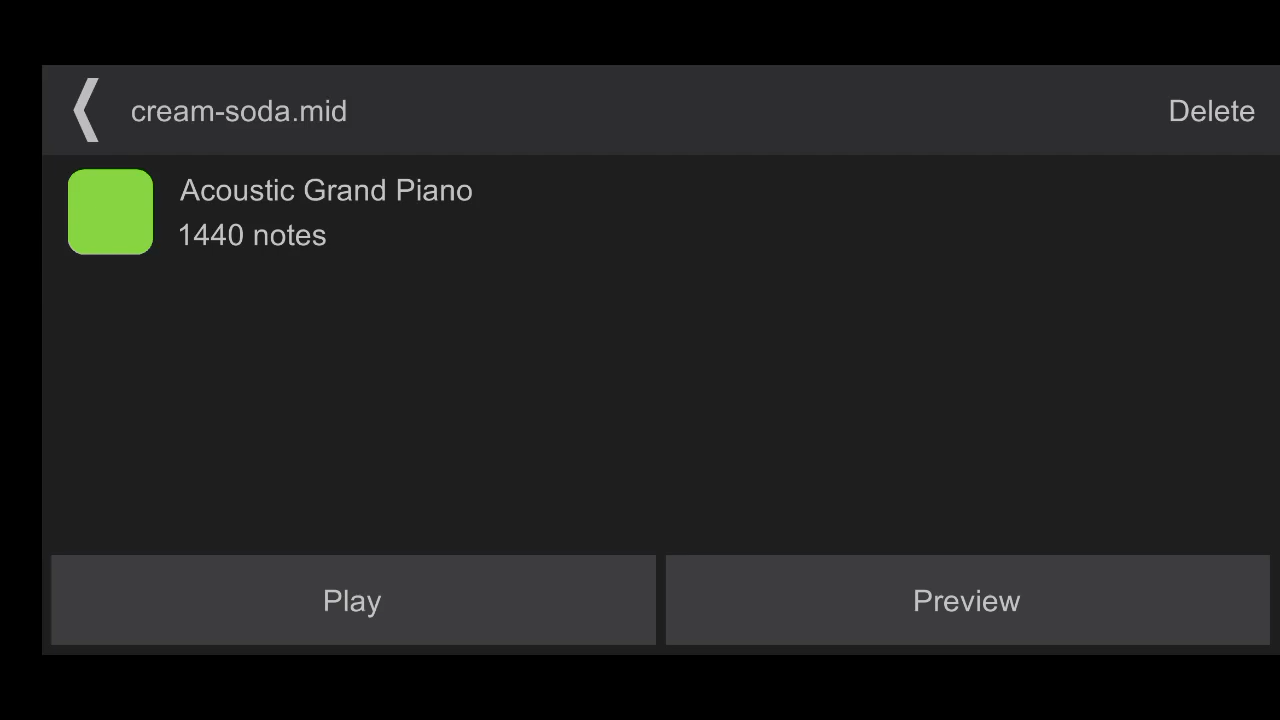 cream-soda.mid
Delete
Acoustic Grand Piano
1440 notes
Play
Preview